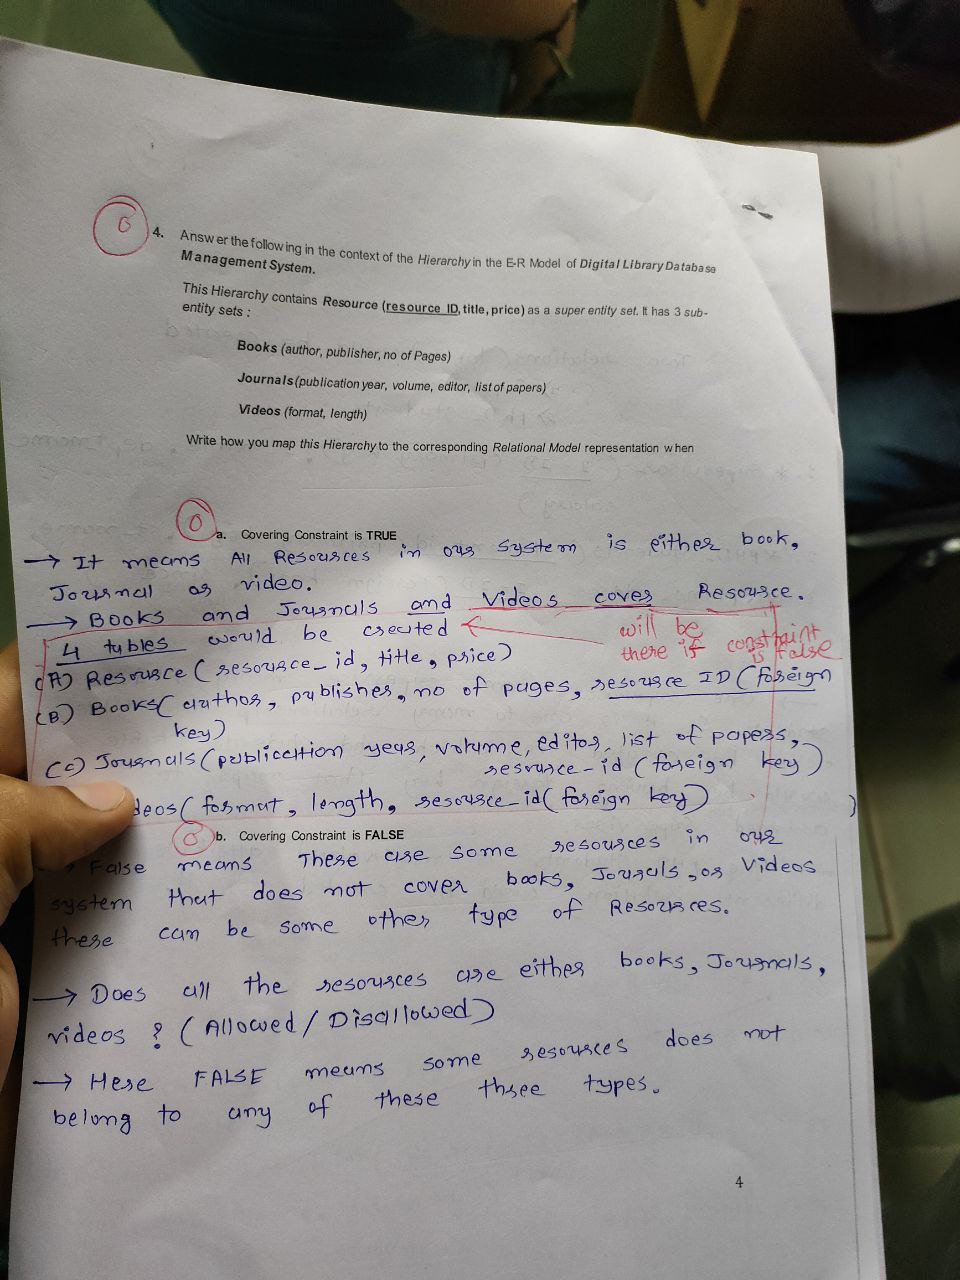 0
4. Answer the following in the context of the Hierarchy in the E-R Model of Digital Library Database
Management System.
This Hierarchy contains Resource (resource_ID, title, price) as a super entity set. It has 3 sub-
entity sets :
Books (author, publisher, no of Pages)
Journals (publication year, volume, editor, list of papers)
Videos (format, length)
Write how you map this Hierarchy to the corresponding Relational Model representation when
0
a. Covering Constraint is TRUE
→ It means All Resources in our system is either book,
Journal or video.
→ Books and Journals and Videos cover Resource.
4 tables would be created
will be
there if constraint
is false
(A) Resource (resource_id, title, price)
(B) Books (author, publisher, no of pages, resource ID (foreign
key)
(C) Journals (publication year, volume, editor, list of papers,
resource-id (foreign key)
deos (format, length, resource_id (foreign key) )
0
b. Covering Constraint is FALSE
→ False means There are some resources in our
system that does not cover books, Jourals, or Videos
there can be some other type of Resources.
→ Does all the resources are either books, Journals,
videos ? (Allowed / Disallowed)
→ Here FALSE means some resources does not
belong to any of these three types.
4